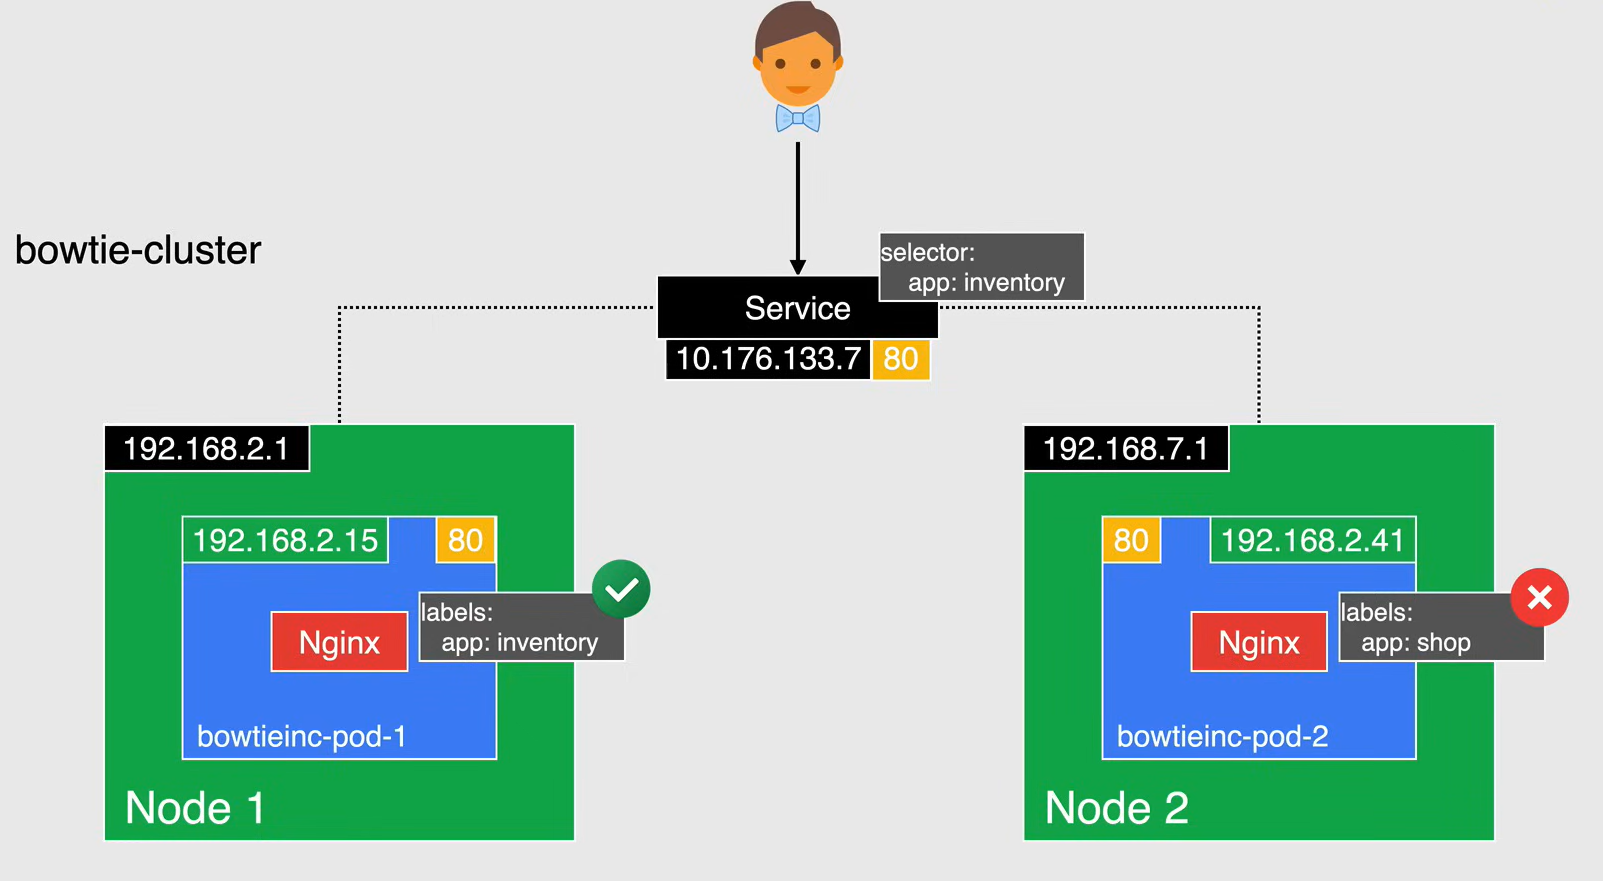 bowtie-cluster
selector:
app: inventory
Service
10.176.133.7 80
192.168.2.1
192.168.2.15 80
labels:
app: inventory
Nginx
bowtieinc-pod-1
Node 1
192.168.7.1
80 192.168.2.41
labels:
app: shop
Nginx
bowtieinc-pod-2
Node 2